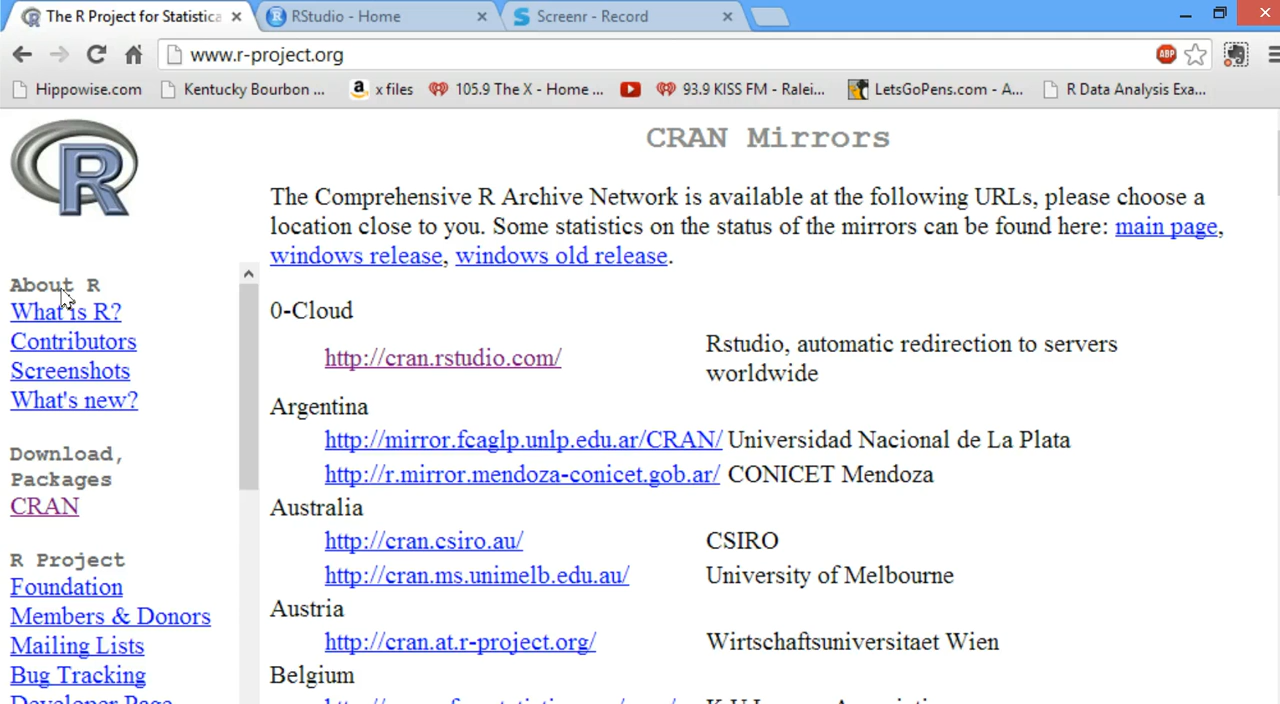 The R Project for Statistica
RStudio - Home
Screenr - Record
www.r-project.org
ABP
Hippowise.com
Kentucky Bourbon ...
a x files
105.9 The X - Home ...
93.9 KISS FM - Ralei...
LetsGoPens.com - A...
R Data Analysis Exa...
R
CRAN Mirrors
The Comprehensive R Archive Network is available at the following URLs, please choose a
location close to you. Some statistics on the status of the mirrors can be found here: main page,
windows release, windows old release.
About R
What is R?
Contributors
Screenshots
What's new?
Download,
Packages
CRAN
R Project
Foundation
Members & Donors
Mailing Lists
Bug Tracking
Developer Page
0-Cloud
http://cran.rstudio.com/ Rstudio, automatic redirection to servers
worldwide
Argentina
http://mirror.fcaglp.unlp.edu.ar/CRAN/ Universidad Nacional de La Plata
http://r.mirror.mendoza-conicet.gob.ar/ CONICET Mendoza
Australia
http://cran.csiro.au/ CSIRO
http://cran.ms.unimelb.edu.au/ University of Melbourne
Austria
http://cran.at.r-project.org/ Wirtschaftsuniversitaet Wien
Belgium